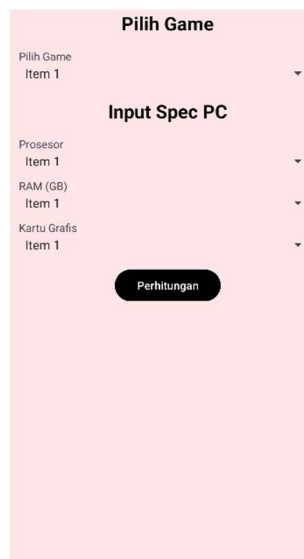 Pilih Game
Pilih Game
Item 1
Input Spec PC
Prosesor
Item 1
RAM (GB)
Item 1
Kartu Grafis
Item 1
Perhitungan